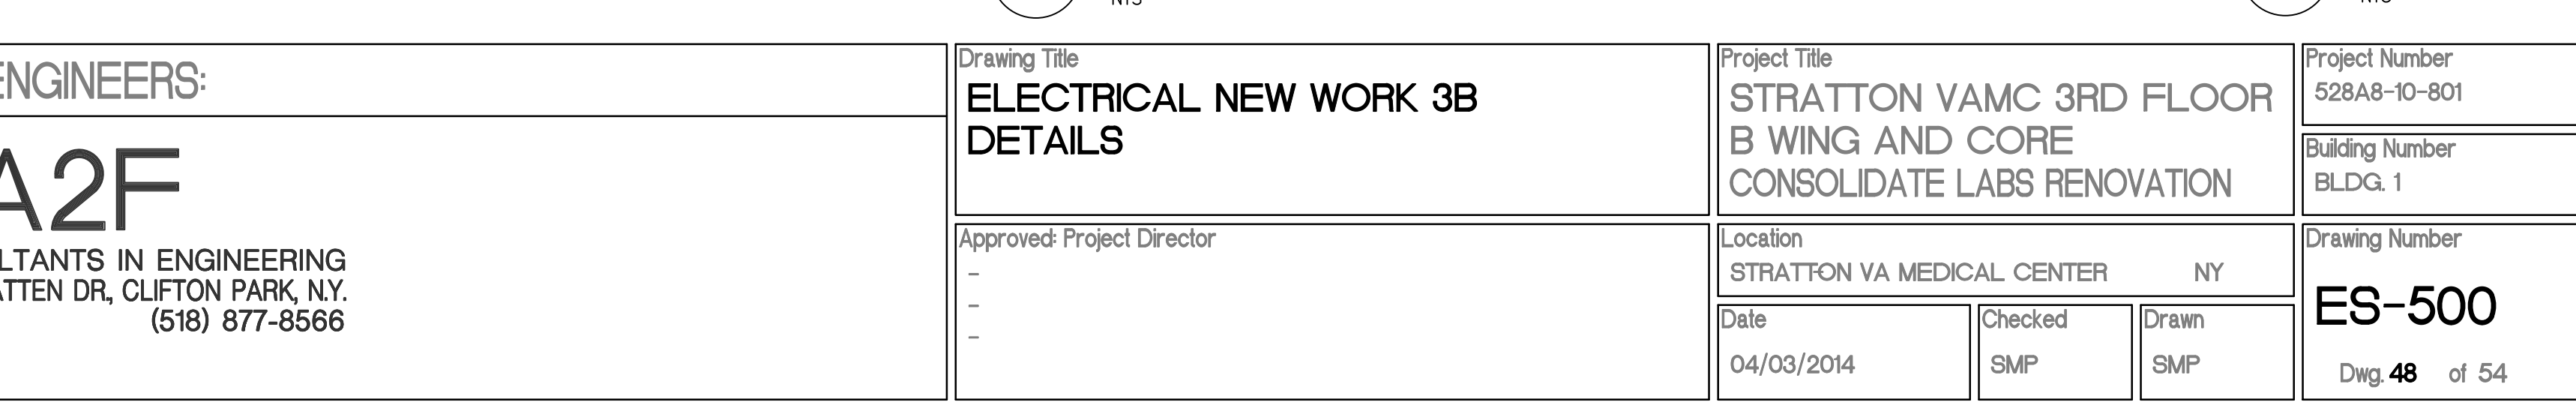 NTS
ENGINEERS:
A2F
LTANTS IN ENGINEERING
ATTEN DR., CLIFTON PARK, N.Y.
(518) 877-8566
Drawing Title
ELECTRICAL NEW WORK 3B
DETAILS
Approved: Project Director
-
-
-
Project Title
STRATTON VAMC 3RD FLOOR
B WING AND CORE
CONSOLIDATE LABS RENOVATION
Location
STRATTON VA MEDICAL CENTER NY
Date
04/03/2014
Checked
SMP
Drawn
SMP
Project Number
528A8-10-801
Building Number
BLDG. 1
Drawing Number
ES-500
Dwg. 48 of 54